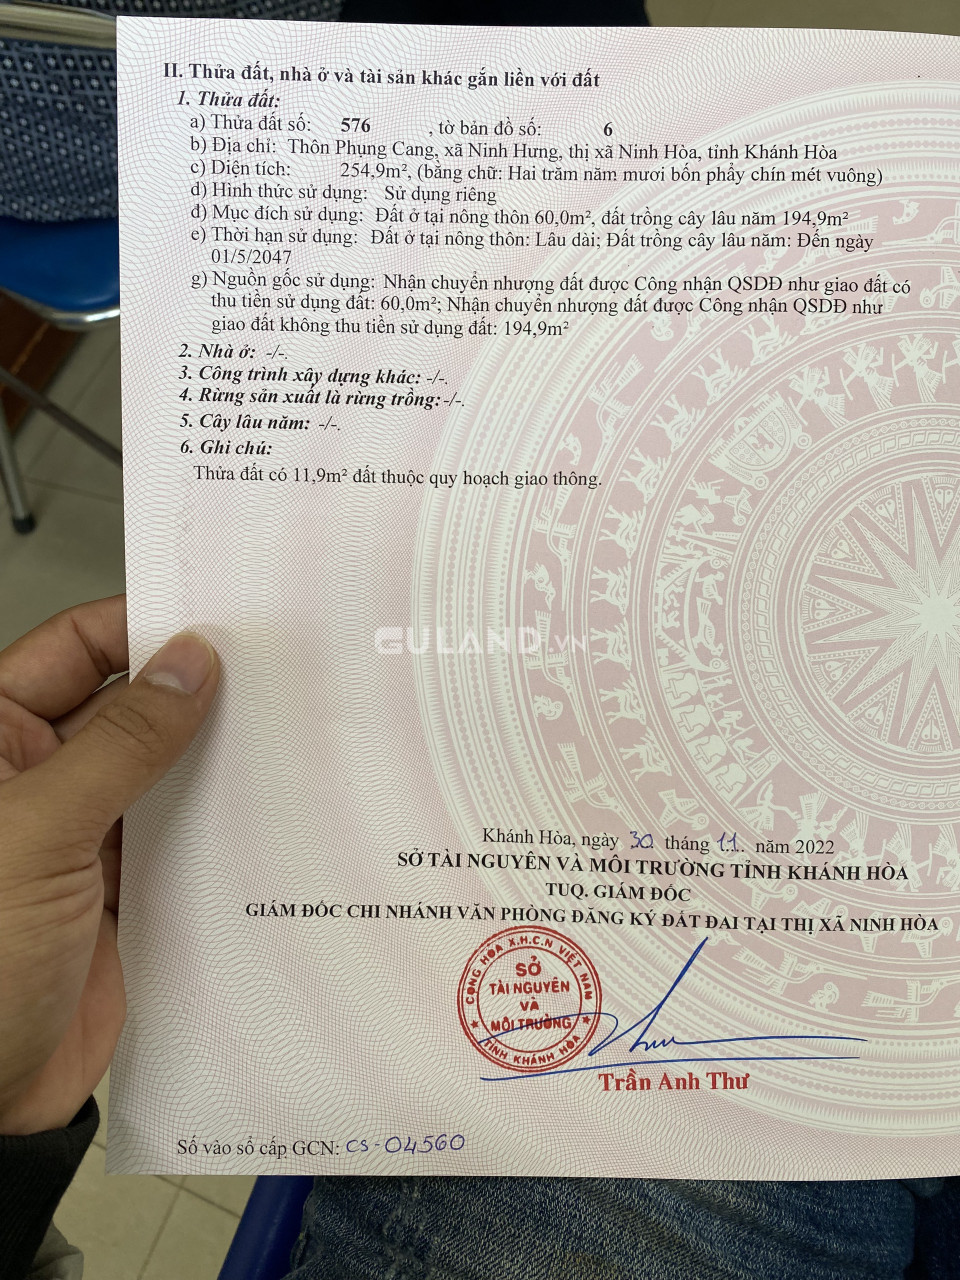 II. Thửa đất, nhà ở và tài sản khác gắn liền với đất
1. Thửa đất:
a) Thửa đất số: 576 , tờ bản đồ số: 6
b) Địa chỉ: Thôn Phụng Cang, xã Ninh Hưng, thị xã Ninh Hòa, tỉnh Khánh Hòa
c) Diện tích: 254,9m², (bằng chữ: Hai trăm năm mươi bốn phẩy chín mét vuông)
d) Hình thức sử dụng: Sử dụng riêng
đ) Mục đích sử dụng: Đất ở tại nông thôn 60,0m², đất trồng cây lâu năm 194,9m²
e) Thời hạn sử dụng: Đất ở tại nông thôn: Lâu dài; Đất trồng cây lâu năm: Đến ngày
01/5/2047
g) Nguồn gốc sử dụng: Nhận chuyển nhượng đất được Công nhận QSDĐ như giao đất có
thu tiền sử dụng đất: 60,0m²; Nhận chuyển nhượng đất được Công nhận QSDĐ như
giao đất không thu tiền sử dụng đất: 194,9m²
2. Nhà ở: -/-.
3. Công trình xây dựng khác: -/-.
4. Rừng sản xuất là rừng trồng: -/-.
5. Cây lâu năm: -/-.
6. Ghi chú:
Thửa đất có 11,9m² đất thuộc quy hoạch giao thông.
GULAND.VN
Khánh Hòa, ngày 30 tháng 11 năm 2022
SỞ TÀI NGUYÊN VÀ MÔI TRƯỜNG TỈNH KHÁNH HÒA
TUQ. GIÁM ĐỐC
GIÁM ĐỐC CHI NHÁNH VĂN PHÒNG ĐĂNG KÝ ĐẤT ĐAI TẠI THỊ XÃ NINH HÒA
CỘNG HÒA X.H.C.N VIỆT NAM
SỞ
TÀI NGUYÊN
VÀ
MÔI TRƯỜNG
TỈNH KHÁNH HÒA
Trần Anh Thư
Số vào sổ cấp GCN: CS-04560